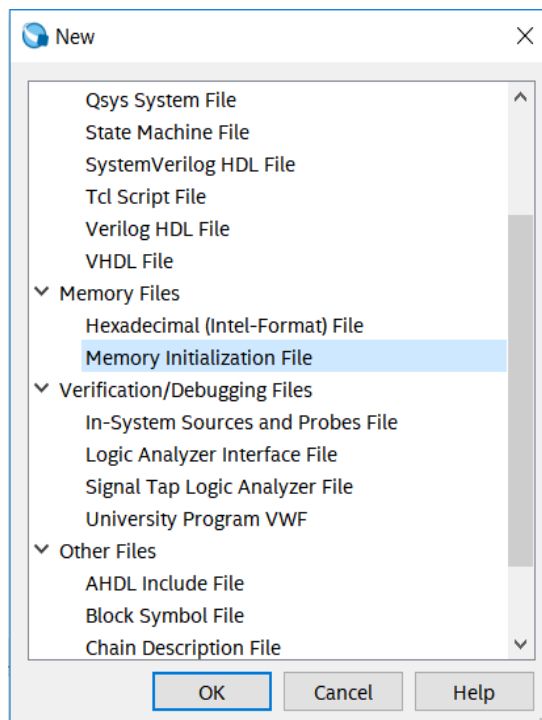 New
Qsys System File
State Machine File
SystemVerilog HDL File
Tcl Script File
Verilog HDL File
VHDL File
Memory Files
Hexadecimal (Intel-Format) File
Memory Initialization File
Verification/Debugging Files
In-System Sources and Probes File
Logic Analyzer Interface File
Signal Tap Logic Analyzer File
University Program VWF
Other Files
AHDL Include File
Block Symbol File
Chain Description File
OK Cancel Help